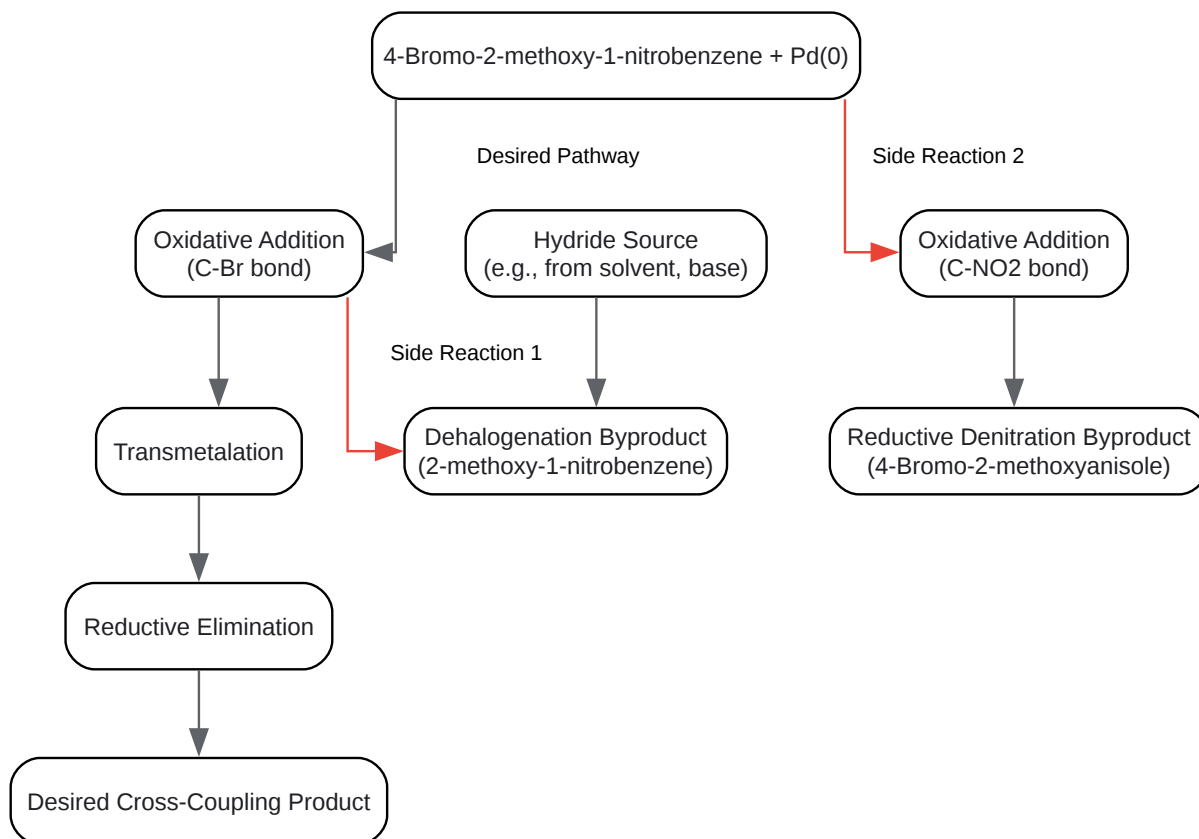 4-Bromo-2-methoxy-1-nitrobenzene + Pd(0)
Desired Pathway
Side Reaction 2
Oxidative Addition
(C-Br bond)
Hydride Source
(e.g., from solvent, base)
Oxidative Addition
(C-NO2 bond)
Side Reaction 1
Transmetalation
Dehalogenation Byproduct
(2-methoxy-1-nitrobenzene)
Reductive Denitration Byproduct
(4-Bromo-2-methoxyanisole)
Reductive Elimination
Desired Cross-Coupling Product